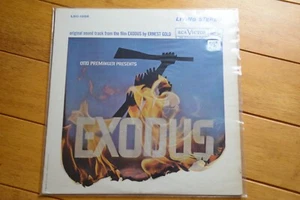 original sound track from the film EXODUS by ERNEST GOLD
OTTO PREMINGER PRESENTS
EXODUS